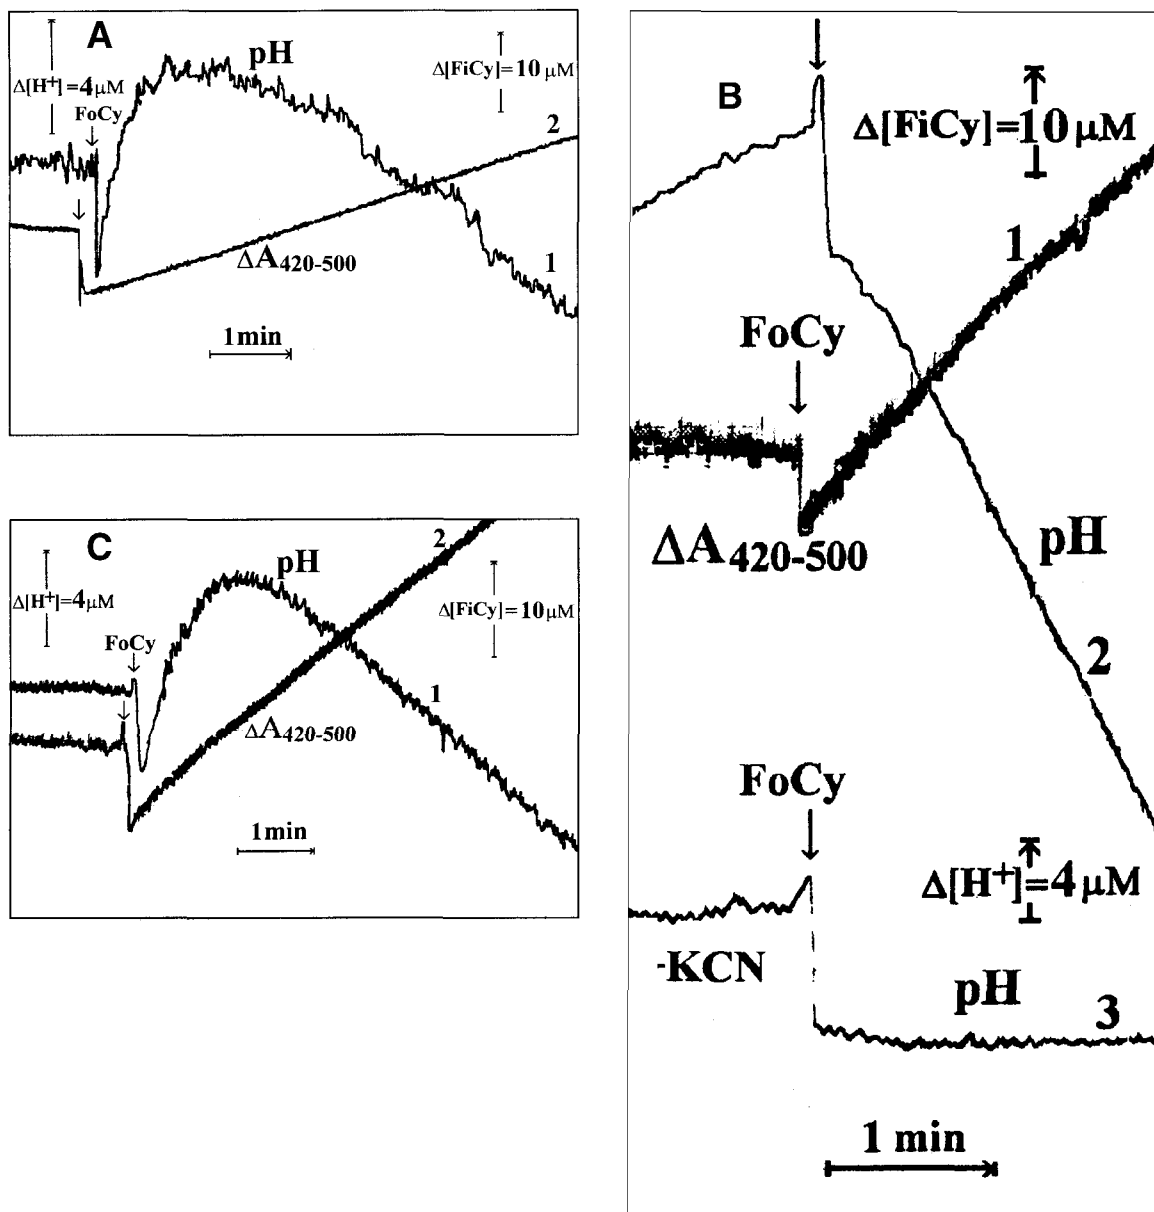 A
pH
Δ[H+]=4μM
FoCy
Δ[FiCy]=10μM
2
ΔA420-500
1
1min
B
Δ[FiCy]=10μM
1
FoCy
ΔA420-500
pH
2
FoCy
Δ[H+]=4μM
-KCN
pH
3
1 min
C
pH
2
Δ[H+]=4μM
Δ[FiCy]=10μM
FoCy
1
ΔA420-500
1min